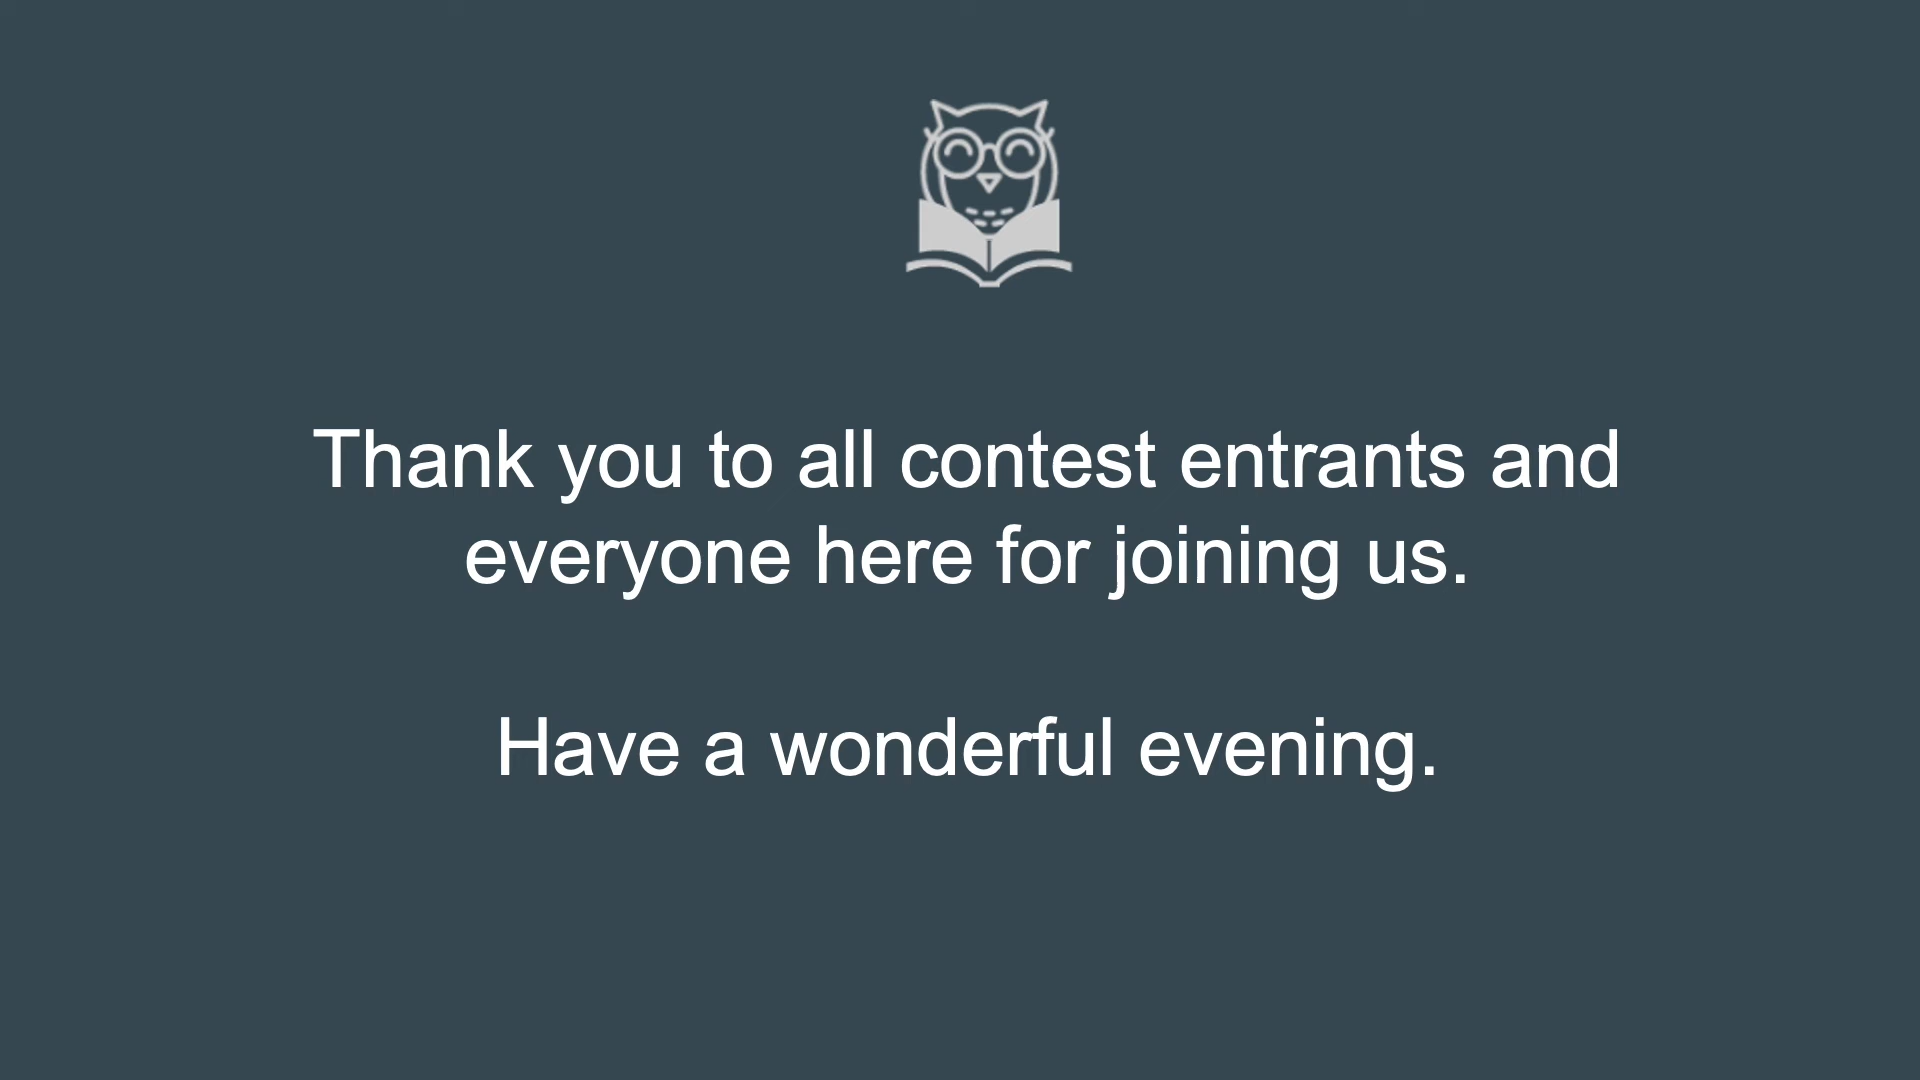 Thank you to all contest entrants and
everyone here for joining us.
Have a wonderful evening.